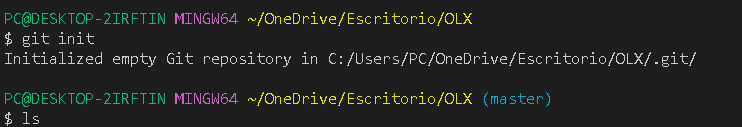 PC@DESKTOP-2IRFTIN MINGW64 ~/OneDrive/Escritorio/OLX
$ git init
Initialized empty Git repository in C:/Users/PC/OneDrive/Escritorio/OLX/.git/
PC@DESKTOP-2IRFTIN MINGW64 ~/OneDrive/Escritorio/OLX (master)
$ ls